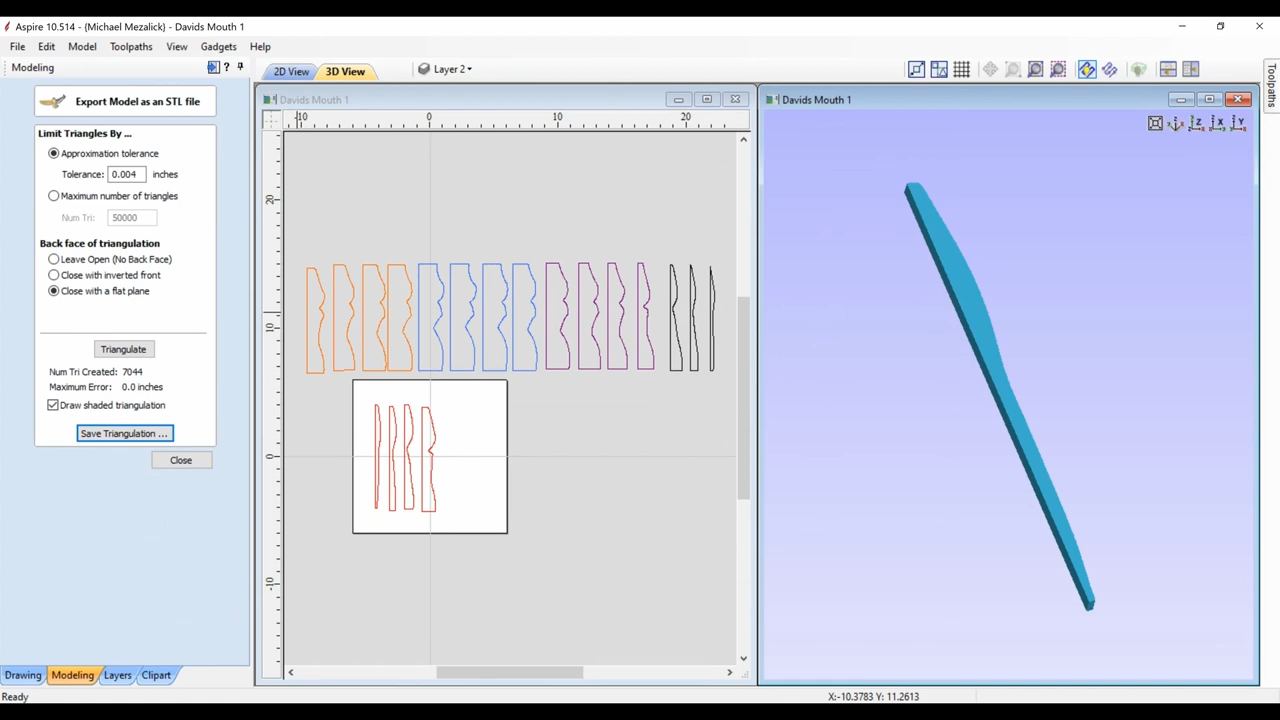 Aspire 10.514 - {Michael Mezalick} - Davids Mouth 1
File Edit Model Toolpaths View Gadgets Help
Modeling
?
2D View 3D View Layer 2
Toolpaths
Export Model as an STL file
Limit Triangles By ...
Approximation tolerance
Tolerance: 0.004 inches
Maximum number of triangles
Num Tri: 50000
Back face of triangulation
Leave Open (No Back Face)
Close with inverted front
Close with a flat plane
Triangulate
Num Tri Created: 7044
Maximum Error: 0.0 inches
Draw shaded triangulation
Save Triangulation ...
Close
Drawing Modeling Layers Clipart
Davids Mouth 1
-10 0 10 20
20
10
0
-10
Davids Mouth 1
Z X Y
Ready
X:-10.3783 Y: 11.2613